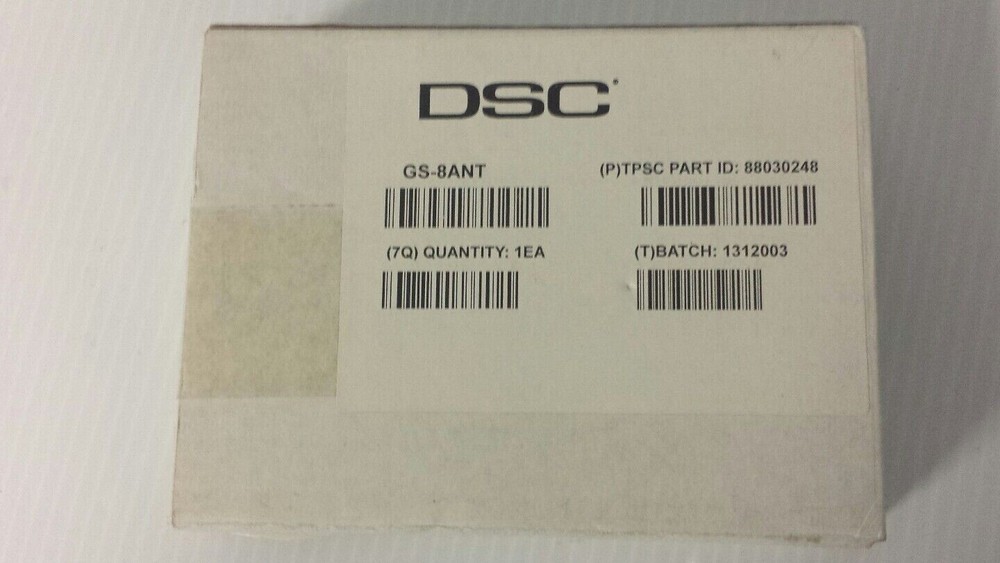 DSC
GS-8ANT
(P)TPSC PART ID: 88030248
(7Q) QUANTITY: 1EA
(T)BATCH: 1312003